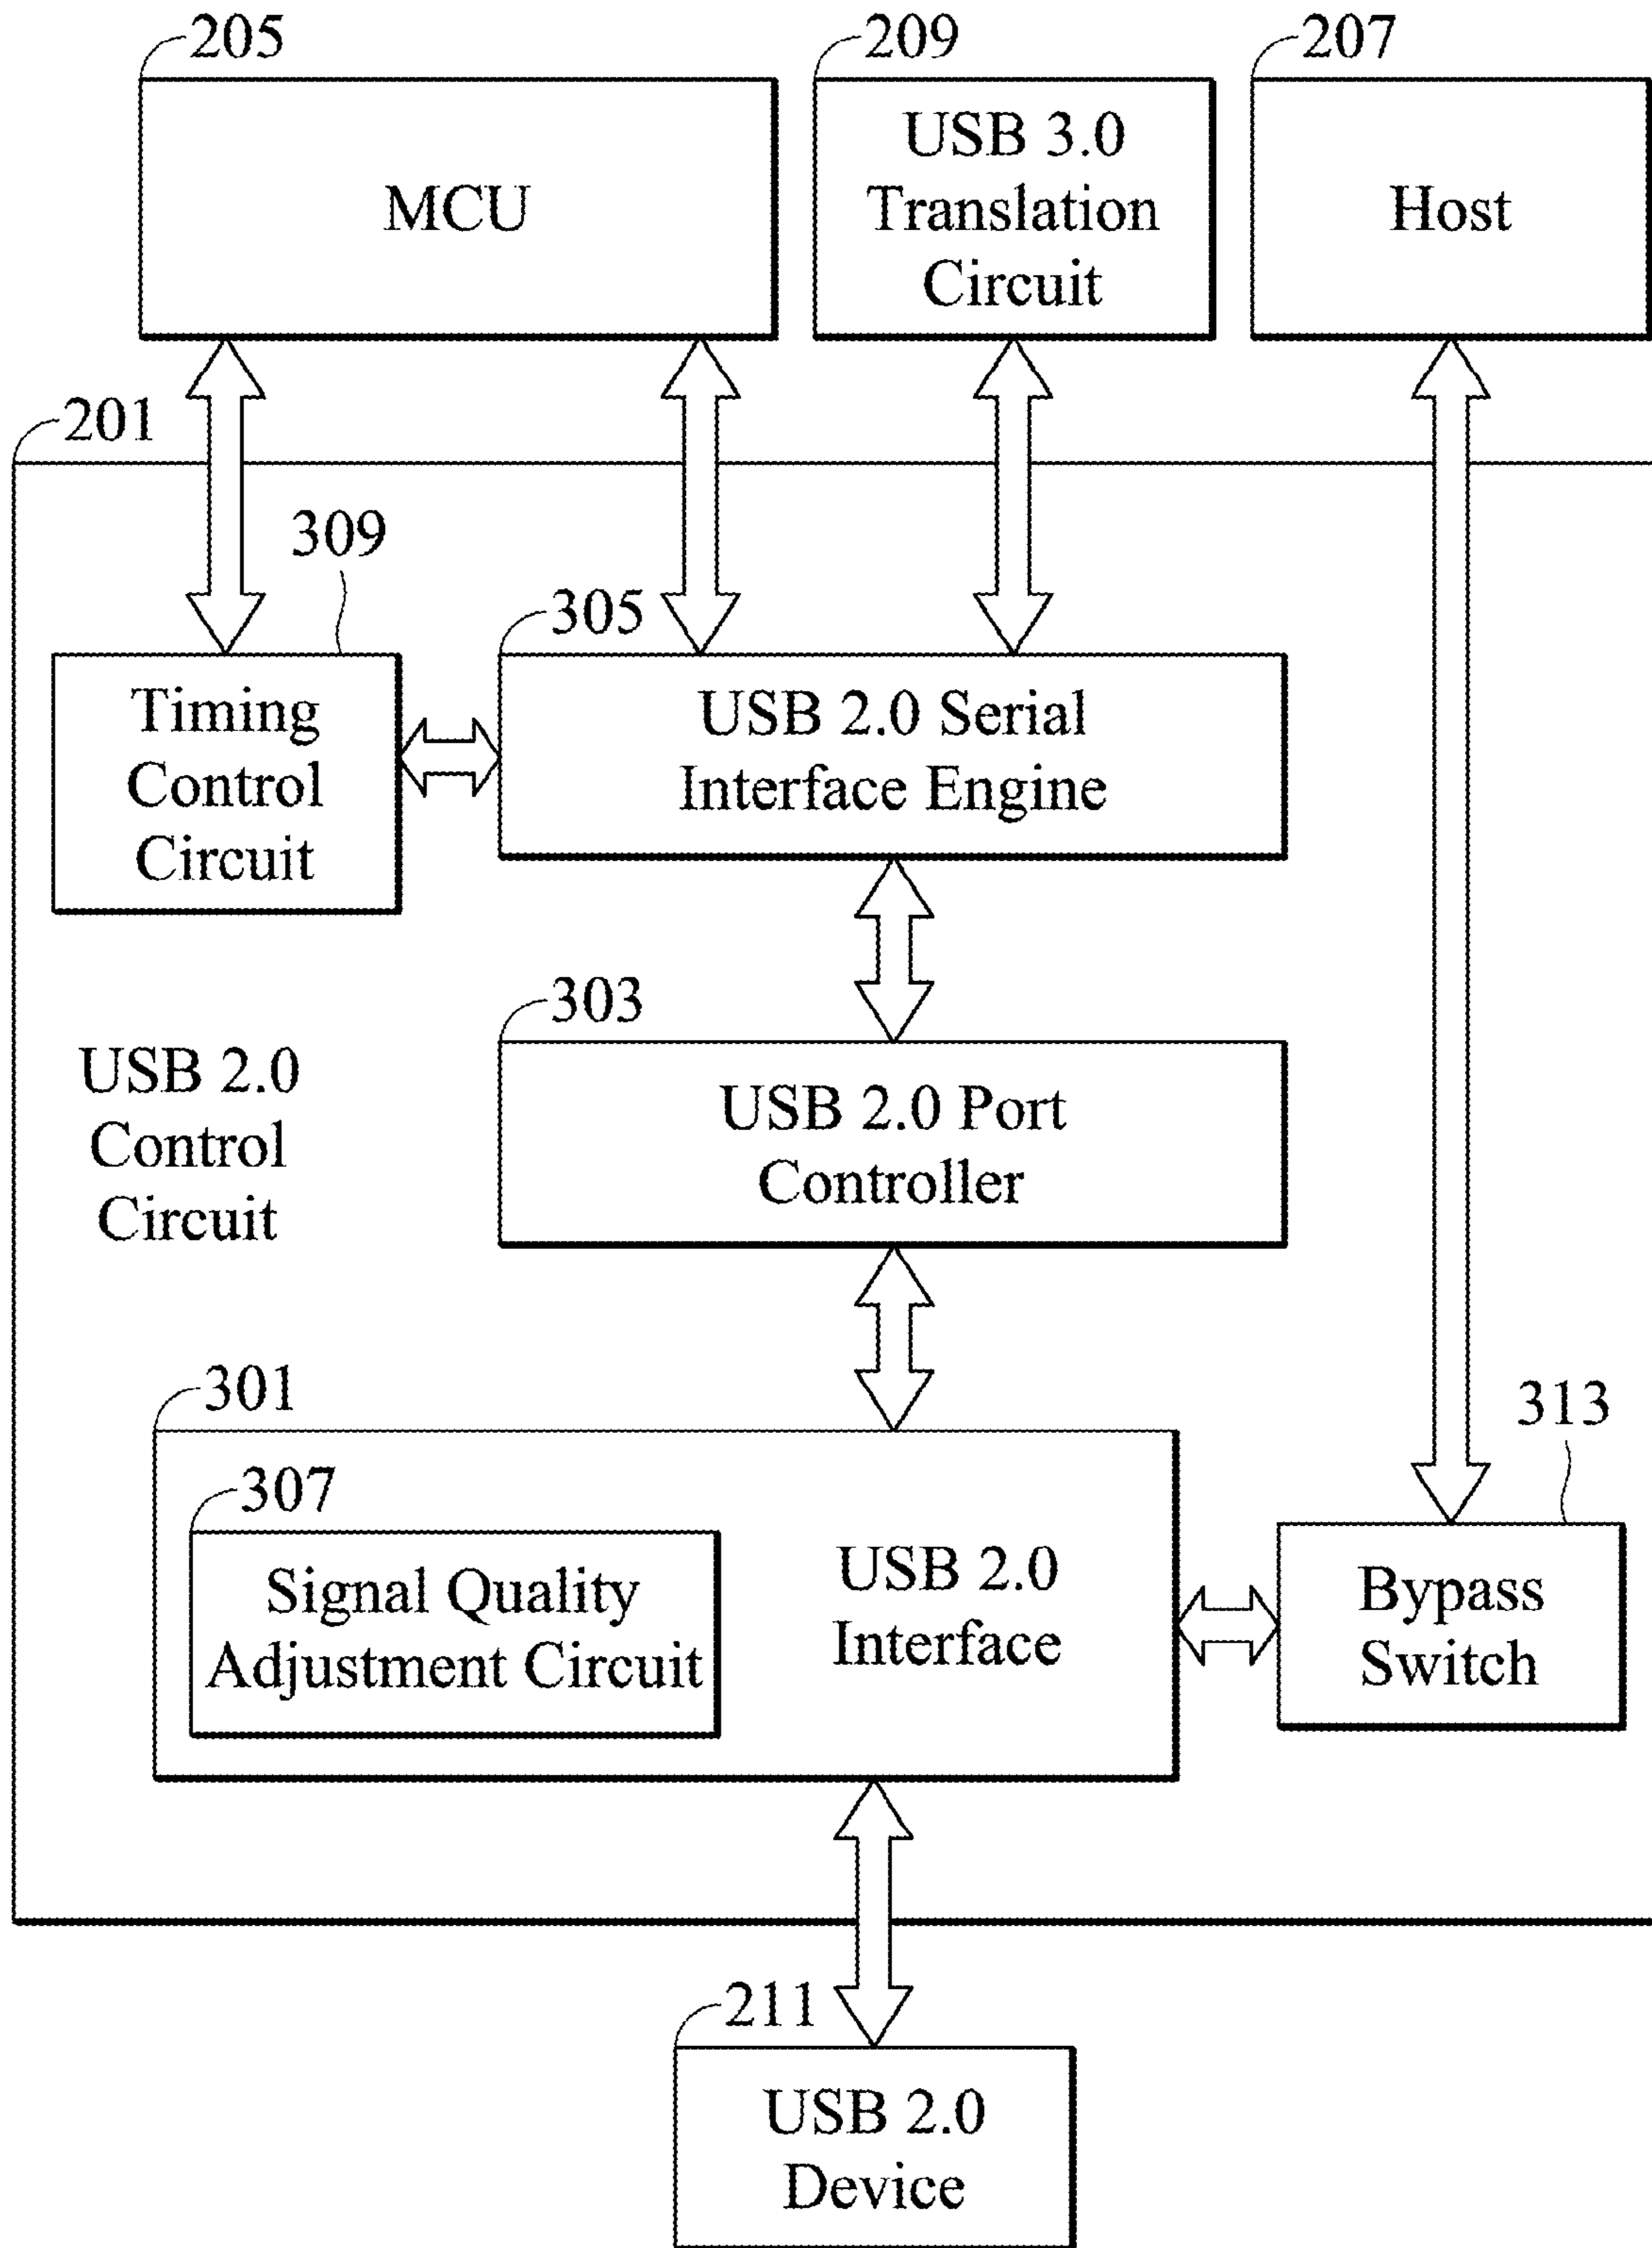 205
209
207
MCU
USB 3.0
Translation
Circuit
Host
201
309
305
Timing
Control
Circuit
USB 2.0 Serial
Interface Engine
303
USB 2.0
Control
Circuit
USB 2.0 Port
Controller
301
313
307
Signal Quality
Adjustment Circuit
USB 2.0
Interface
Bypass
Switch
211
USB 2.0
Device